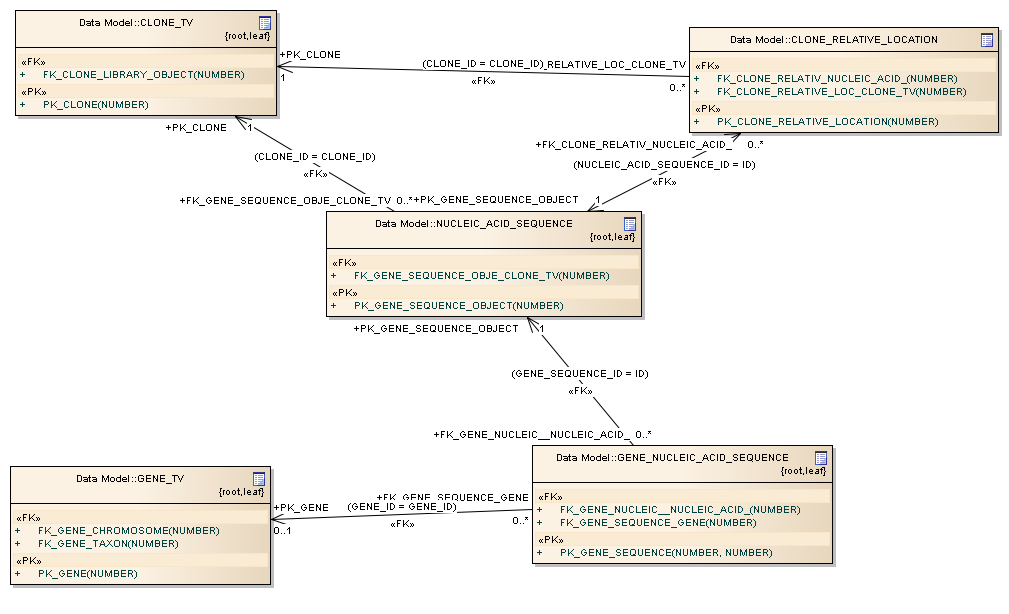 Data Model::CLONE_TV
{root,leaf}
«FK»
+ FK_CLONE_LIBRARY_OBJECT(NUMBER)
«PK»
+ PK_CLONE(NUMBER)
Data Model::CLONE_RELATIVE_LOCATION
«FK»
+ FK_CLONE_RELATIV_NUCLEIC_ACID_(NUMBER)
+ FK_CLONE_RELATIVE_LOC_CLONE_TV(NUMBER)
«PK»
+ PK_CLONE_RELATIVE_LOCATION(NUMBER)
+PK_CLONE
1
(CLONE_ID = CLONE_ID)
_RELATIVE_LOC_CLONE_TV
«FK»
0..*
+PK_CLONE
1
(CLONE_ID = CLONE_ID)
«FK»
+FK_GENE_SEQUENCE_OBJE_CLONE_TV
0..*
+FK_CLONE_RELATIV_NUCLEIC_ACID_
0..*
(NUCLEIC_ACID_SEQUENCE_ID = ID)
«FK»
+PK_GENE_SEQUENCE_OBJECT
1
Data Model::NUCLEIC_ACID_SEQUENCE
{root,leaf}
«FK»
+ FK_GENE_SEQUENCE_OBJE_CLONE_TV(NUMBER)
«PK»
+ PK_GENE_SEQUENCE_OBJECT(NUMBER)
+PK_GENE_SEQUENCE_OBJECT
1
(GENE_SEQUENCE_ID = ID)
«FK»
+FK_GENE_NUCLEIC__NUCLEIC_ACID_
0..*
Data Model::GENE_NUCLEIC_ACID_SEQUENCE
{root,leaf}
«FK»
+ FK_GENE_NUCLEIC__NUCLEIC_ACID_(NUMBER)
+ FK_GENE_SEQUENCE_GENE(NUMBER)
«PK»
+ PK_GENE_SEQUENCE(NUMBER, NUMBER)
Data Model::GENE_TV
{root,leaf}
«FK»
+ FK_GENE_CHROMOSOME(NUMBER)
+ FK_GENE_TAXON(NUMBER)
«PK»
+ PK_GENE(NUMBER)
+PK_GENE
0..1
+FK_GENE_SEQUENCE_GENE
(GENE_ID = GENE_ID)
«FK»
0..*